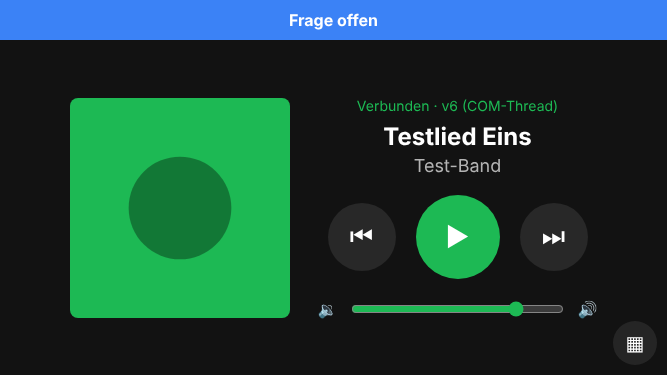 Frage offen
Verbunden · v6 (COM-Thread)
Testlied Eins
Test-Band